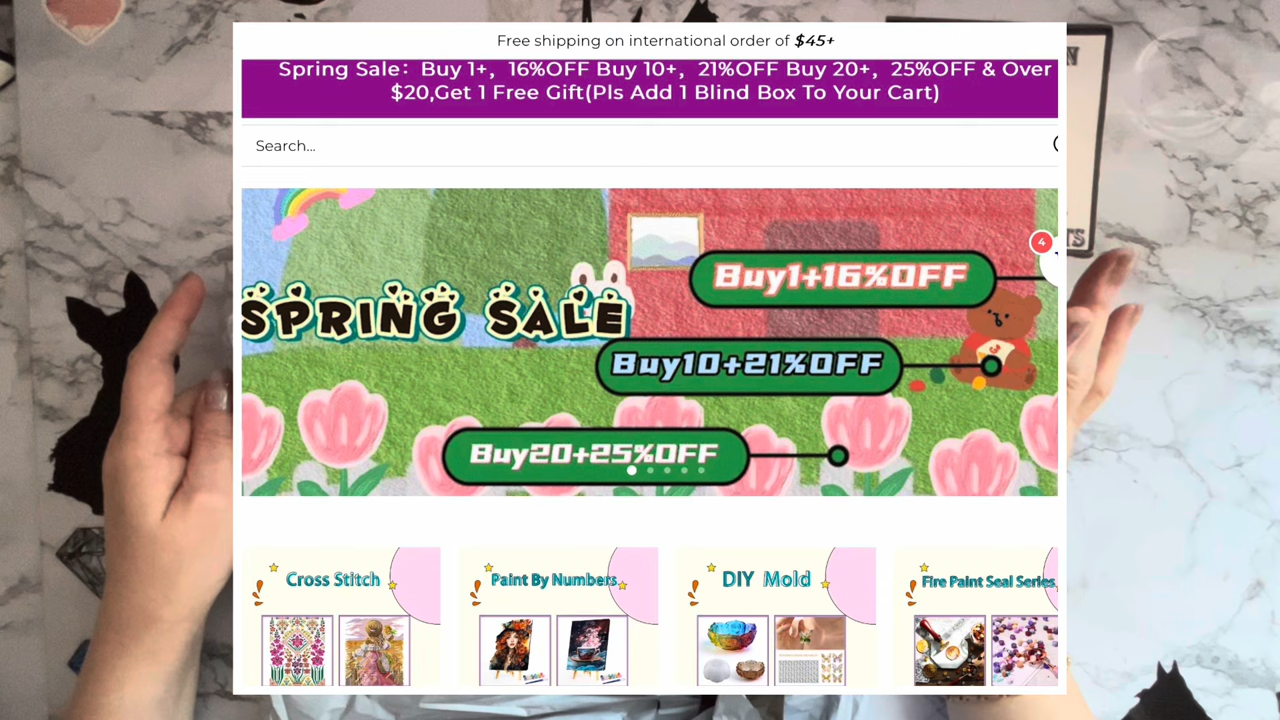 Free shipping on international order of $45+
Spring Sale：Buy 1+，16%OFF Buy 10+，21%OFF Buy 20+，25%OFF & Over
$20,Get 1 Free Gift(Pls Add 1 Blind Box To Your Cart)
Search...
4
SPRING SALE
Buy1+16%OFF
Buy10+21%OFF
Buy20+25%OFF
Cross Stitch
Paint By Numbers
DIY Mold
Fire Paint Seal Series